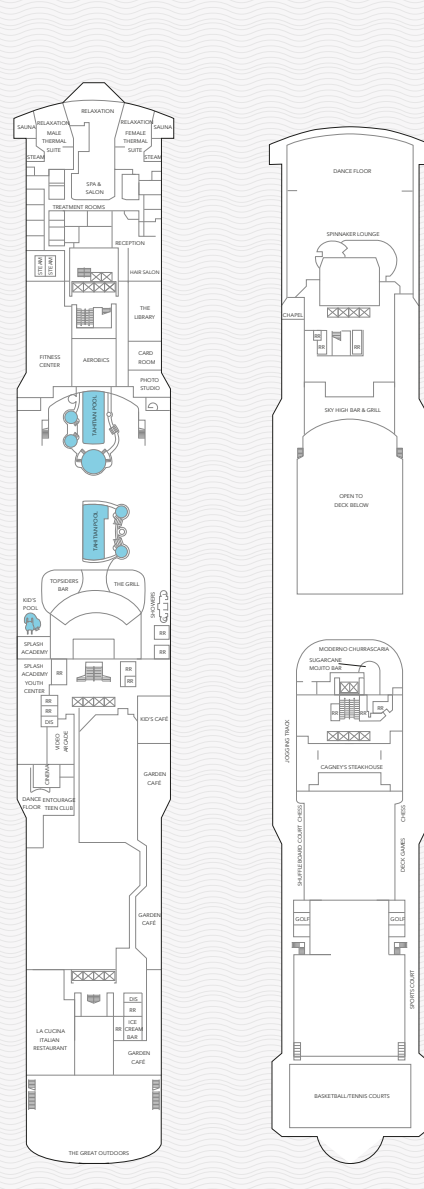 RELAXATION
SAUNA
RELAXATION
MALE
THERMAL
SUITE
RELAXATION
FEMALE
THERMAL
SUITE
SAUNA
STEAM
STEAM
SPA &
SALON
TREATMENT ROOMS
RECEPTION
STEAM
STEAM
HAIR SALON
THE
LIBRARY
FITNESS
CENTER
AEROBICS
CARD
ROOM
PHOTO
STUDIO
TAHITIAN POOL
TAHITIAN POOL
TOPSIDERS
BAR
THE GRILL
KID'S
POOL
SHOWERS
RR
SPLASH
ACADEMY
RR
SPLASH
ACADEMY
YOUTH
CENTER
RR
RR
RR
RR
RR
DIS
KID'S CAFÉ
VIDEO
ARCADE
CINEMA
GARDEN
CAFÉ
DANCE
FLOOR
ENTOURAGE
TEEN CLUB
GARDEN
CAFÉ
DIS
RR
RR
ICE
CREAM
BAR
LA CUCINA
ITALIAN
RESTAURANT
GARDEN
CAFÉ
THE GREAT OUTDOORS
DANCE FLOOR
SPINNAKER LOUNGE
CHAPEL
RR
RR
RR
SKY HIGH BAR & GRILL
OPEN TO
DECK BELOW
MODERNO CHURRASCARIA
SUGARCANE
MOJITO BAR
RR
RR
RR
JOGGING TRACK
CAGNEY'S STEAKHOUSE
CHESS
SHUFFLEBOARD COURT
CHESS
DECK GAMES
GOLF
GOLF
SPORTS COURT
BASKETBALL/TENNIS COURTS